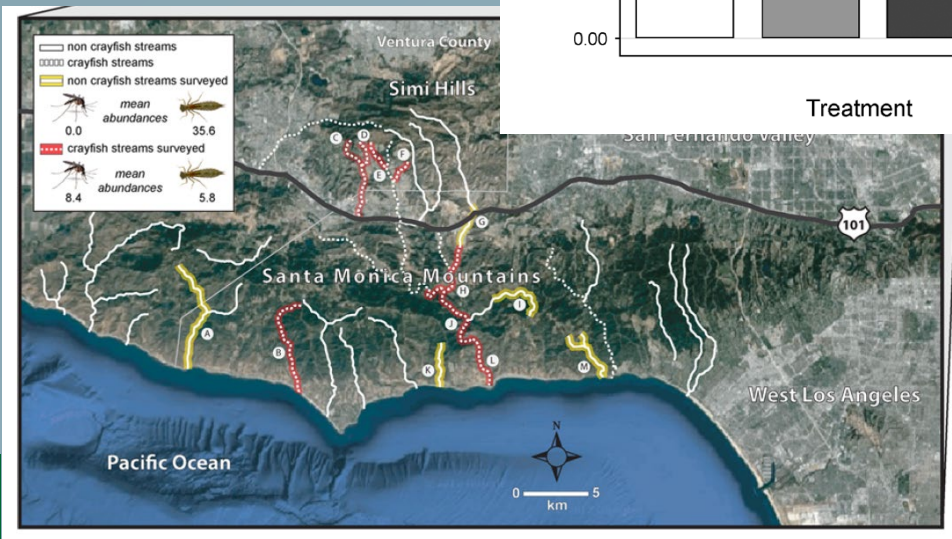 0.00
Treatment
non crayfish streams
crayfish streams
non crayfish streams surveyed
mean
abundances
0.0
35.6
crayfish streams surveyed
mean
abundances
8.4
5.8
Ventura County
Simi Hills
San Fernando Valley
C
D
F
E
G
101
Santa Monica Mountains
H
I
A
J
B
L
K
M
West Los Angeles
Pacific Ocean
N
0 5
km